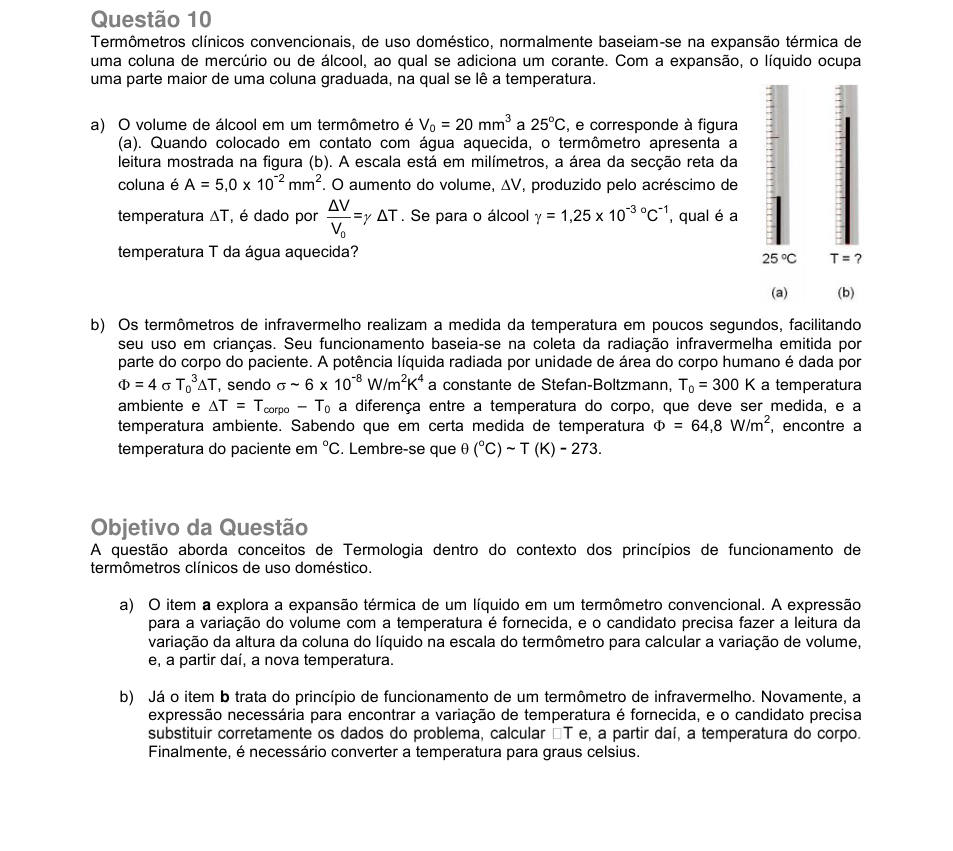 Questão 10
Termômetros clínicos convencionais, de uso doméstico, normalmente baseiam-se na expansão térmica de
uma coluna de mercúrio ou de álcool, ao qual se adiciona um corante. Com a expansão, o líquido ocupa
uma parte maior de uma coluna graduada, na qual se lê a temperatura.
a) O volume de álcool em um termômetro é V₀ = 20 mm³ a 25°C, e corresponde à figura
(a). Quando colocado em contato com água aquecida, o termômetro apresenta a
leitura mostrada na figura (b). A escala está em milímetros, a área da secção reta da
coluna é A = 5,0 x 10⁻² mm². O aumento do volume, ΔV, produzido pelo acréscimo de
temperatura ΔT, é dado por ΔV/V₀ = γ ΔT. Se para o álcool γ = 1,25 x 10⁻³ °C⁻¹, qual é a
temperatura T da água aquecida?
25 ºC T = ?
(a) (b)
b) Os termômetros de infravermelho realizam a medida da temperatura em poucos segundos, facilitando
seu uso em crianças. Seu funcionamento baseia-se na coleta da radiação infravermelha emitida por
parte do corpo do paciente. A potência líquida radiada por unidade de área do corpo humano é dada por
Φ = 4 σ T₀³ΔT, sendo σ ~ 6 x 10⁻⁸ W/m²K⁴ a constante de Stefan-Boltzmann, T₀ = 300 K a temperatura
ambiente e ΔT = Tcorpo – T₀ a diferença entre a temperatura do corpo, que deve ser medida, e a
temperatura ambiente. Sabendo que em certa medida de temperatura Φ = 64,8 W/m², encontre a
temperatura do paciente em °C. Lembre-se que θ (°C) ~ T (K) - 273.
Objetivo da Questão
A questão aborda conceitos de Termologia dentro do contexto dos princípios de funcionamento de
termômetros clínicos de uso doméstico.
a) O item a explora a expansão térmica de um líquido em um termômetro convencional. A expressão
para a variação do volume com a temperatura é fornecida, e o candidato precisa fazer a leitura da
variação da altura da coluna do líquido na escala do termômetro para calcular a variação de volume,
e, a partir daí, a nova temperatura.
b) Já o item b trata do princípio de funcionamento de um termômetro de infravermelho. Novamente, a
expressão necessária para encontrar a variação de temperatura é fornecida, e o candidato precisa
substituir corretamente os dados do problema, calcular □T e, a partir daí, a temperatura do corpo.
Finalmente, é necessário converter a temperatura para graus celsius.